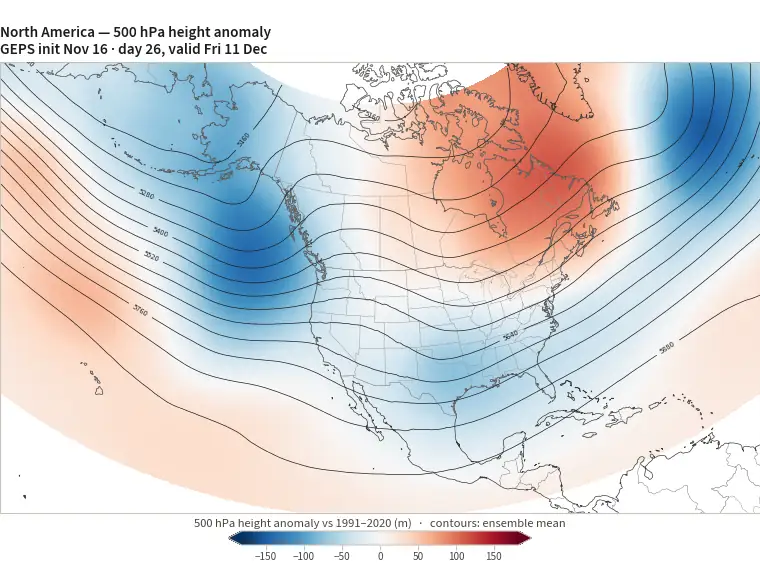 North America — 500 hPa height anomaly
GEPS init Nov 16 · day 26, valid Fri 11 Dec
5160
5160
5280
5400
5520
5640
5760
5880
500 hPa height anomaly vs 1991–2020 (m) · contours: ensemble mean
−150 −100 −50 0 50 100 150